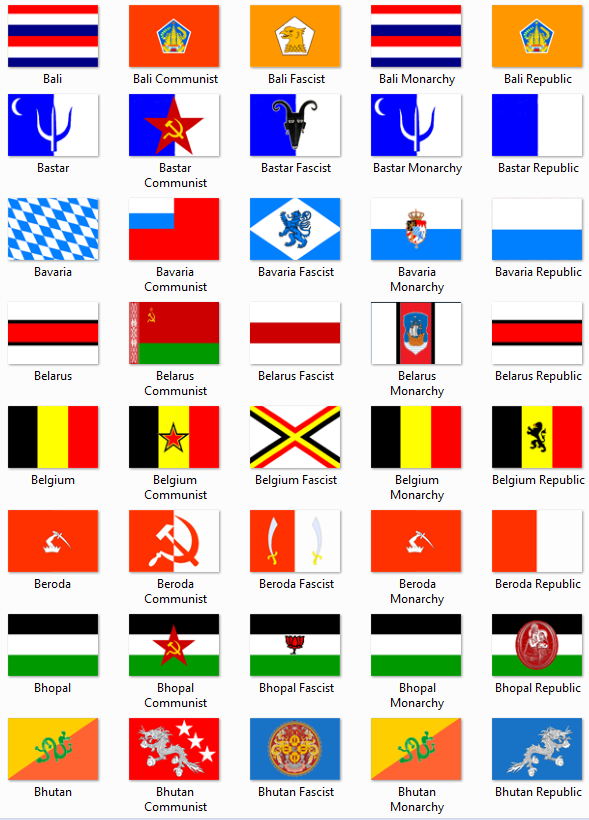 Bali
Bali Communist
Bali Fascist
Bali Monarchy
Bali Republic
Bastar
Bastar
Communist
Bastar Fascist
Bastar Monarchy
Bastar Republic
Bavaria
Bavaria
Communist
Bavaria Fascist
Bavaria
Monarchy
Bavaria Republic
Belarus
Belarus
Communist
Belarus Fascist
Belarus
Monarchy
Belarus Republic
Belgium
Belgium
Communist
Belgium Fascist
Belgium
Monarchy
Belgium Republic
Beroda
Beroda
Communist
Beroda Fascist
Beroda
Monarchy
Beroda Republic
Bhopal
Bhopal
Communist
Bhopal Fascist
Bhopal
Monarchy
Bhopal Republic
Bhutan
Bhutan
Communist
Bhutan Fascist
Bhutan
Monarchy
Bhutan Republic